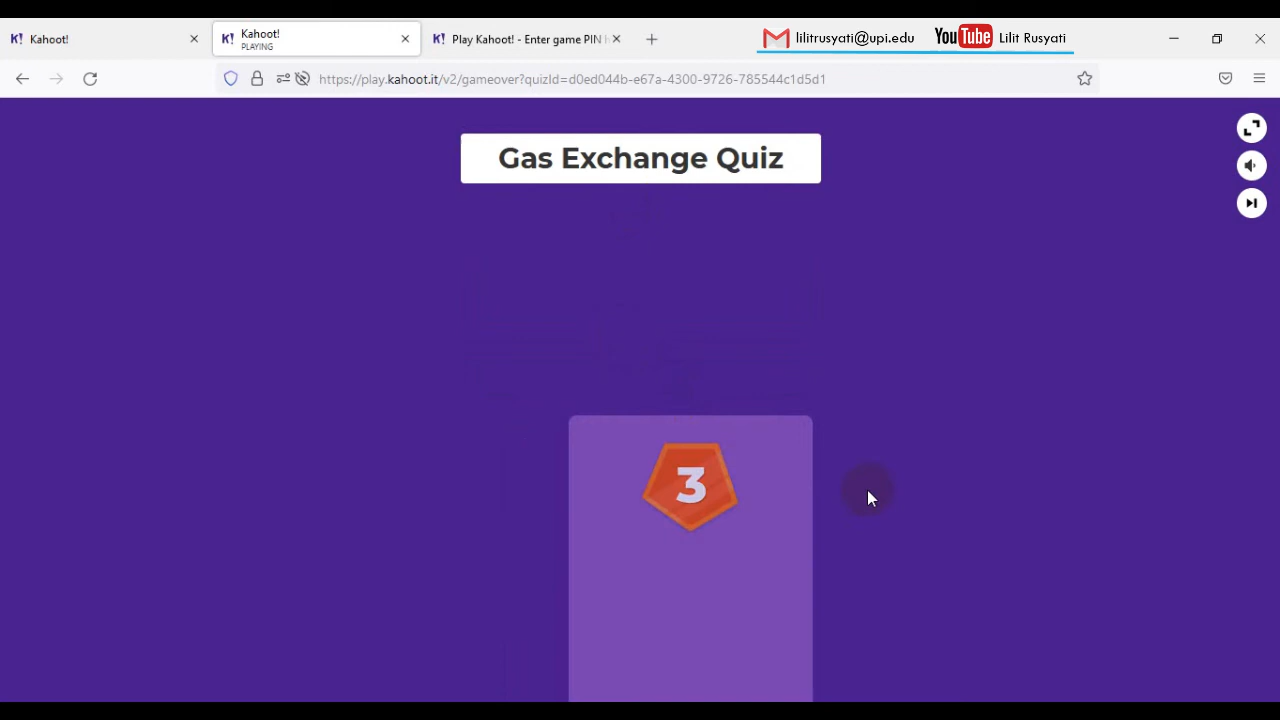 K! Kahoot!
K! Kahoot!
PLAYING
K! Play Kahoot! - Enter game PIN
lilitrusyati@upi.edu
YouTube Lilit Rusyati
https://play.kahoot.it/v2/gameover?quizId=d0ed044b-e67a-4300-9726-785544c1d5d1
Gas Exchange Quiz
3